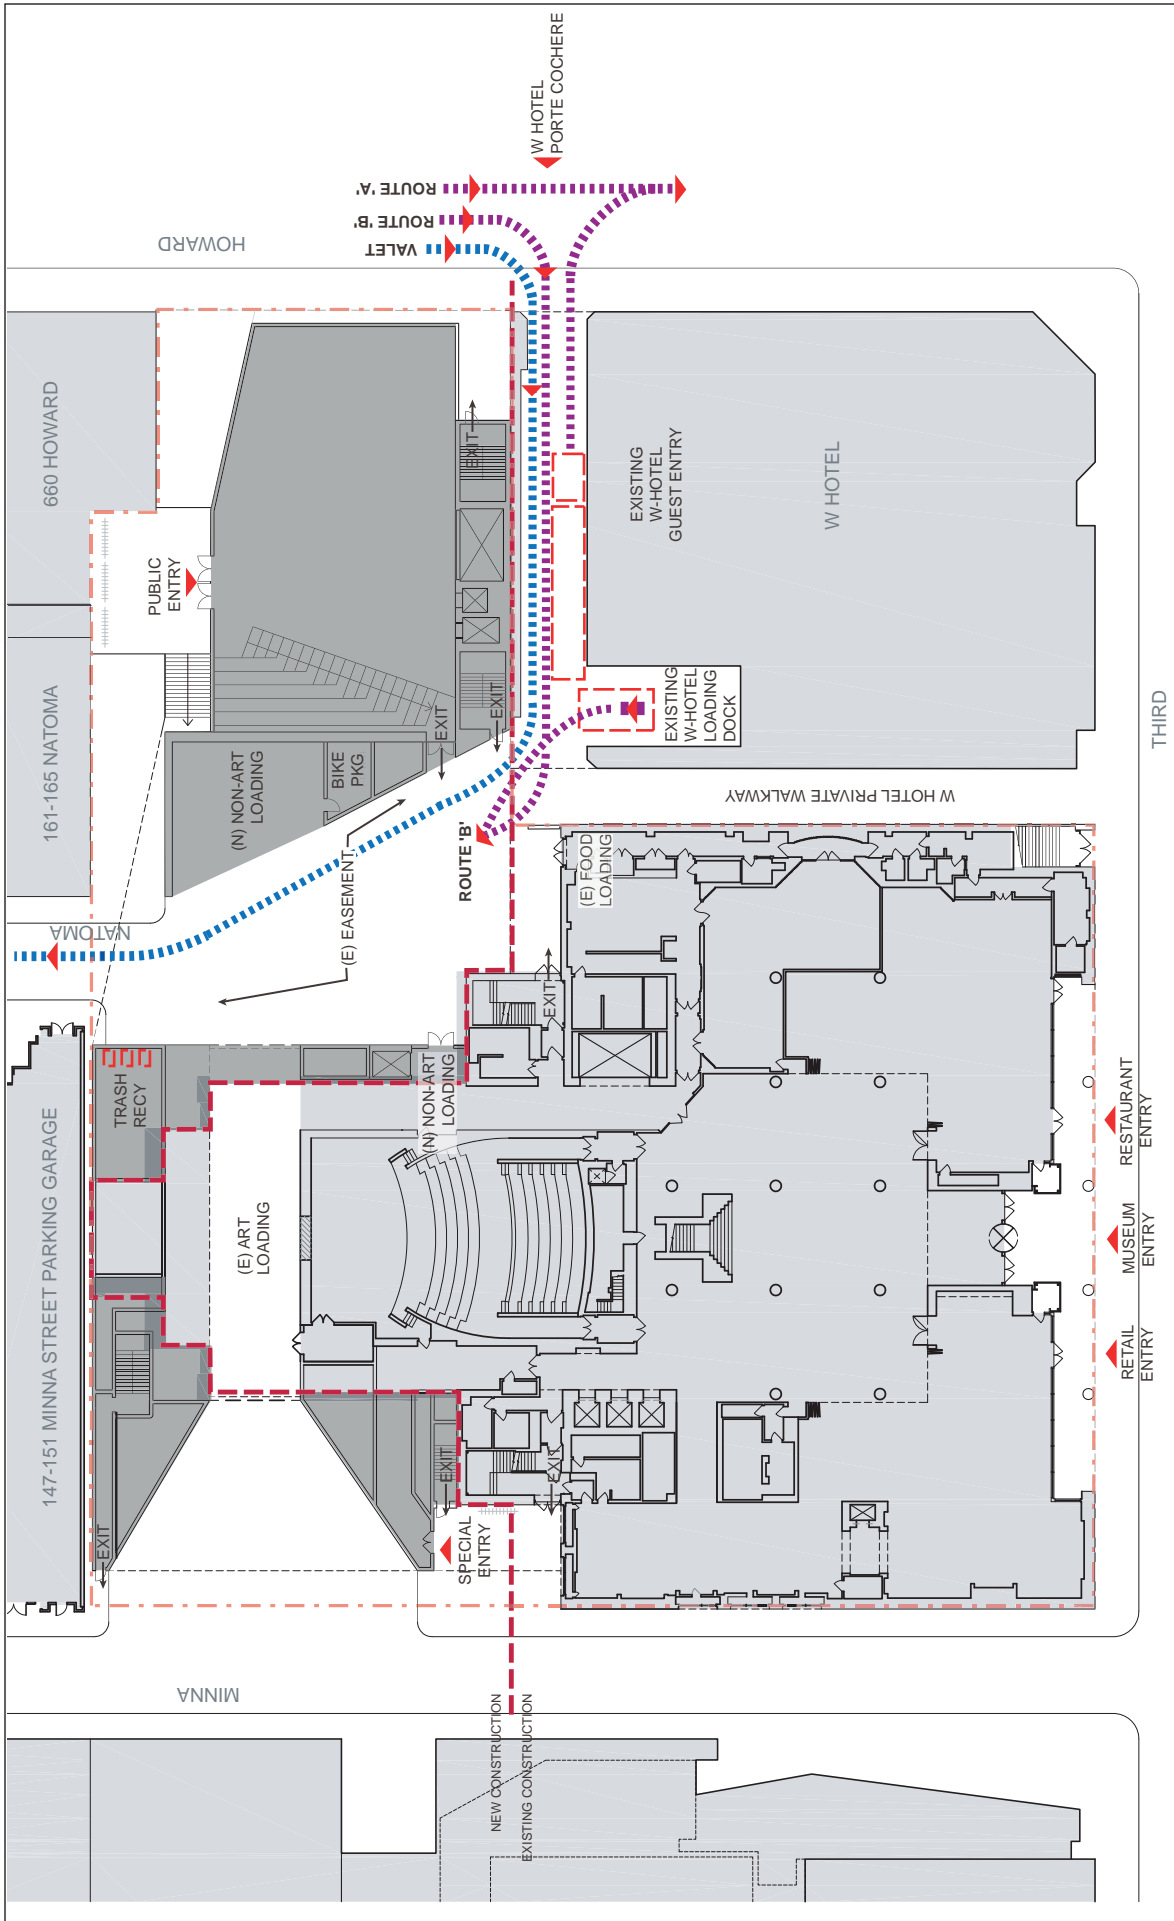 W HOTEL
PORTE COCHERE
ROUTE 'A'
ROUTE 'B'
VALET
HOWARD
660 HOWARD
PUBLIC
ENTRY
EXIT
EXISTING
W-HOTEL
GUEST ENTRY
W HOTEL
161-165 NATOMA
(N) NON-ART
LOADING
BIKE
PKG
EXIT
EXIT
EXISTING
W-HOTEL
LOADING
DOCK
THIRD
W HOTEL PRIVATE WALKWAY
ROUTE 'B'
(E) EASEMENT
(E) FOOD
LOADING
NATOMA
EXIT
147-151 MINNA STREET PARKING GARAGE
TRASH
RECY
(N) NON-ART
LOADING
(E) ART
LOADING
RESTAURANT
ENTRY
MUSEUM
ENTRY
RETAIL
ENTRY
EXIT
EXIT
EXIT
SPECIAL
ENTRY
MINNA
NEW CONSTRUCTION
EXISTING CONSTRUCTION